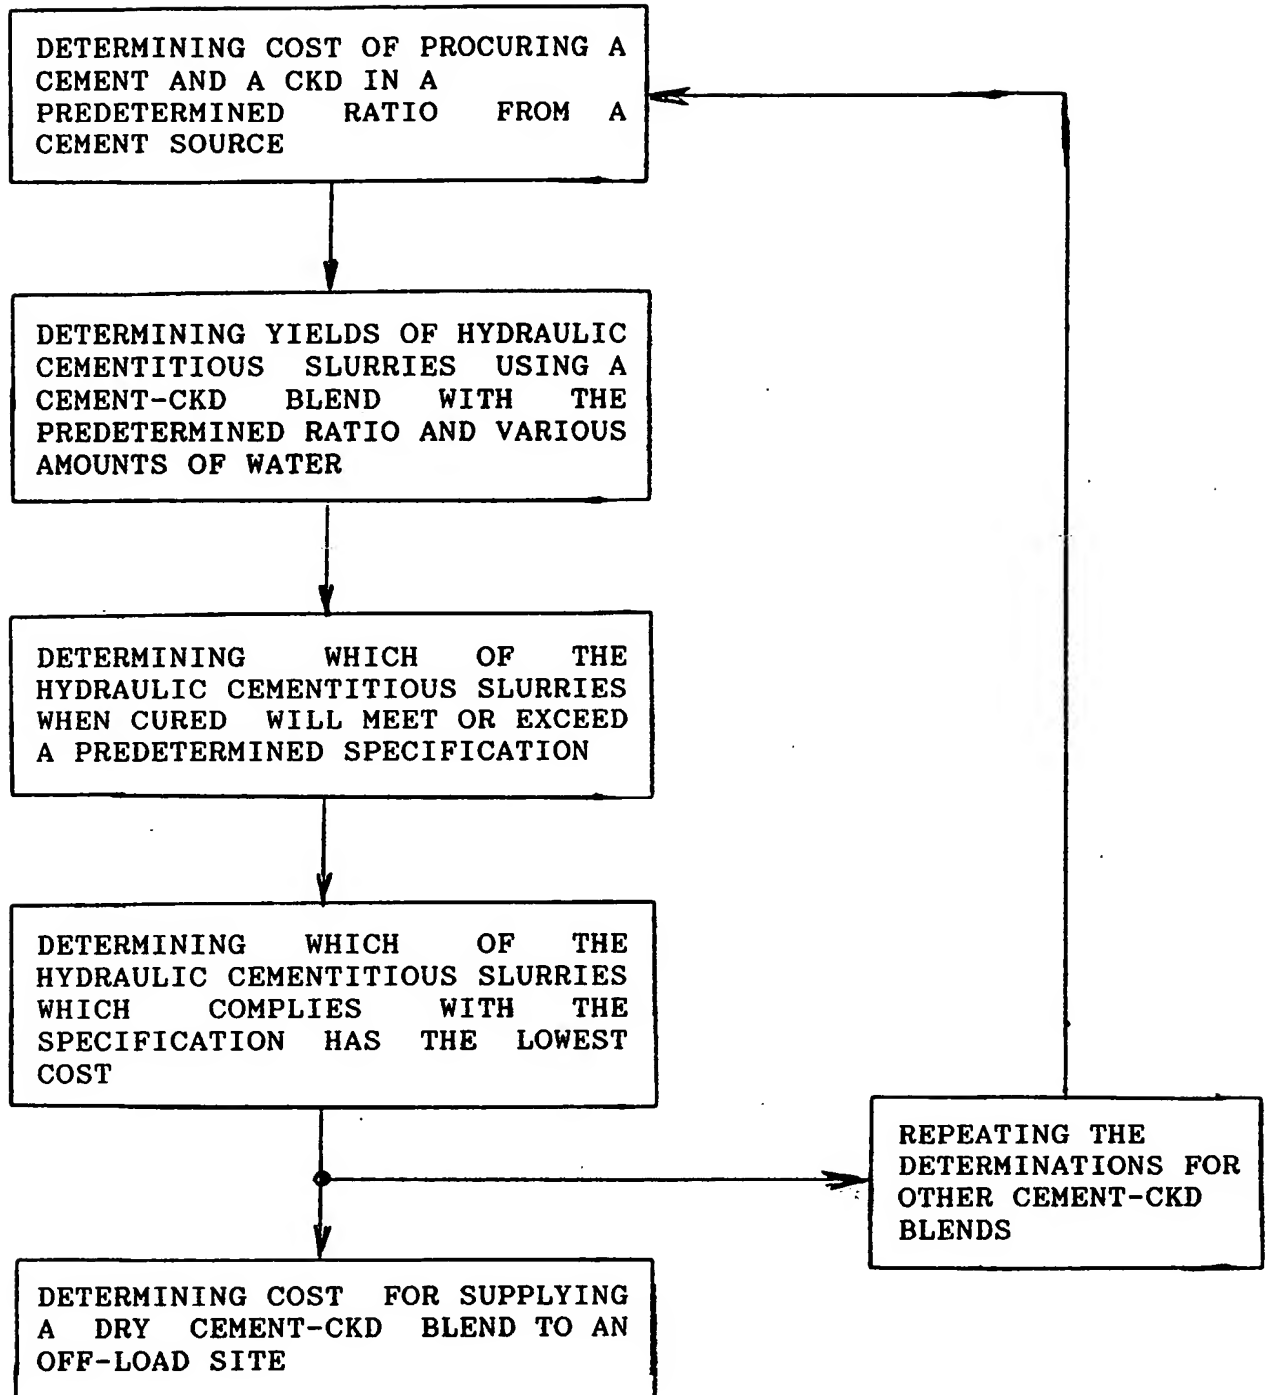 DETERMINING COST OF PROCURING A
CEMENT AND A CKD IN A
PREDETERMINED RATIO FROM A
CEMENT SOURCE
DETERMINING YIELDS OF HYDRAULIC
CEMENTITIOUS SLURRIES USING A
CEMENT-CKD BLEND WITH THE
PREDETERMINED RATIO AND VARIOUS
AMOUNTS OF WATER
DETERMINING WHICH OF THE
HYDRAULIC CEMENTITIOUS SLURRIES
WHEN CURED WILL MEET OR EXCEED
A PREDETERMINED SPECIFICATION
DETERMINING WHICH OF THE
HYDRAULIC CEMENTITIOUS SLURRIES
WHICH COMPLIES WITH THE
SPECIFICATION HAS THE LOWEST
COST
REPEATING THE
DETERMINATIONS FOR
OTHER CEMENT-CKD
BLENDS
DETERMINING COST FOR SUPPLYING
A DRY CEMENT-CKD BLEND TO AN
OFF-LOAD SITE